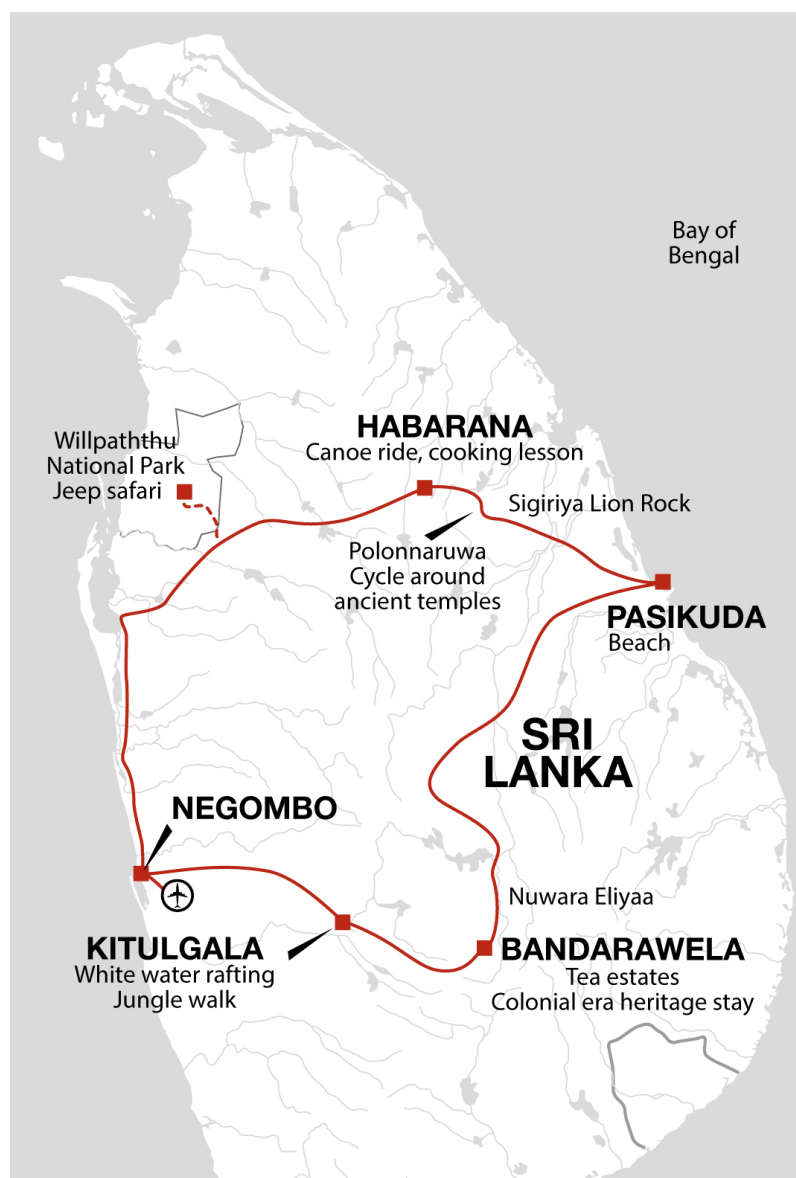 Bay of
Bengal
HABARANA
Canoe ride, cooking lesson
Willpaththu
National Park
Jeep safari
Sigiriya Lion Rock
Polonnaruwa
Cycle around
ancient temples
PASIKUDA
Beach
SRI
LANKA
NEGOMBO
Nuwara Eliyaa
KITULGALA
White water rafting
Jungle walk
BANDARAWELA
Tea estates
Colonial era heritage stay